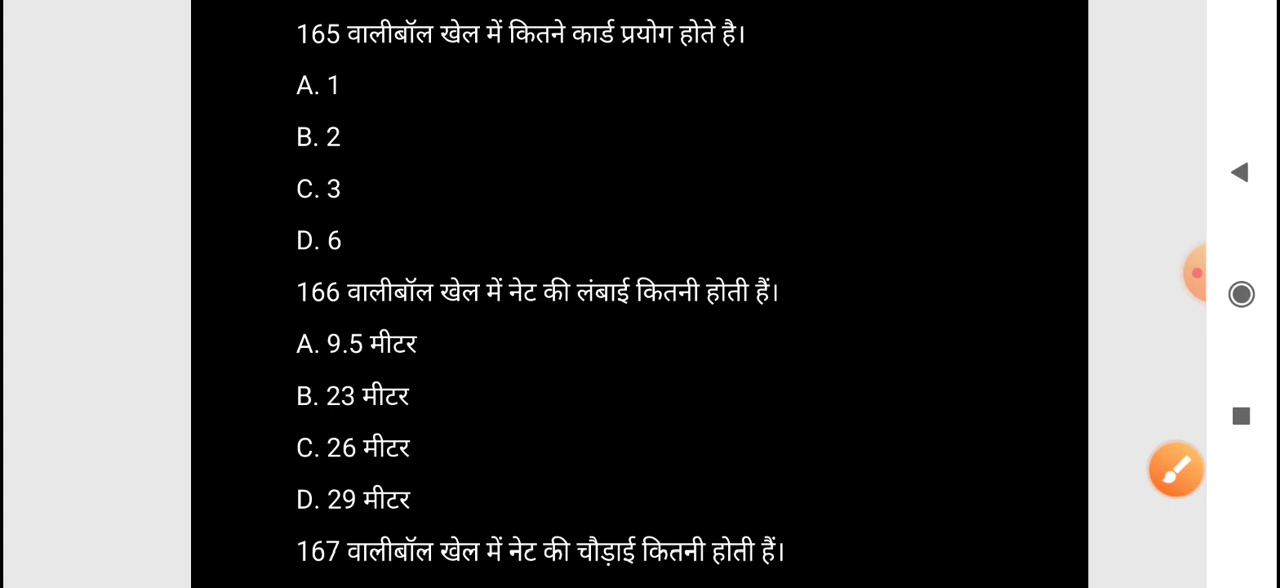 165 वालीबॉल खेल में कितने कार्ड प्रयोग होते है।
A. 1
B. 2
C. 3
D. 6
166 वालीबॉल खेल में नेट की लंबाई कितनी होती हैं।
A. 9.5 मीटर
B. 23 मीटर
C. 26 मीटर
D. 29 मीटर
167 वालीबॉल खेल में नेट की चौड़ाई कितनी होती हैं।